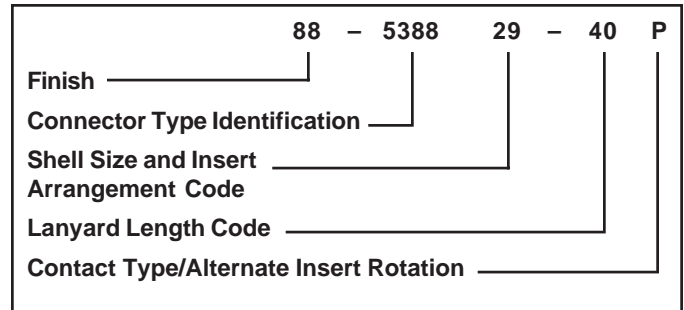 88 – 5388 29 – 40 P
Finish
Connector Type Identification
Shell Size and Insert
Arrangement Code
Lanyard Length Code
Contact Type/Alternate Insert Rotation